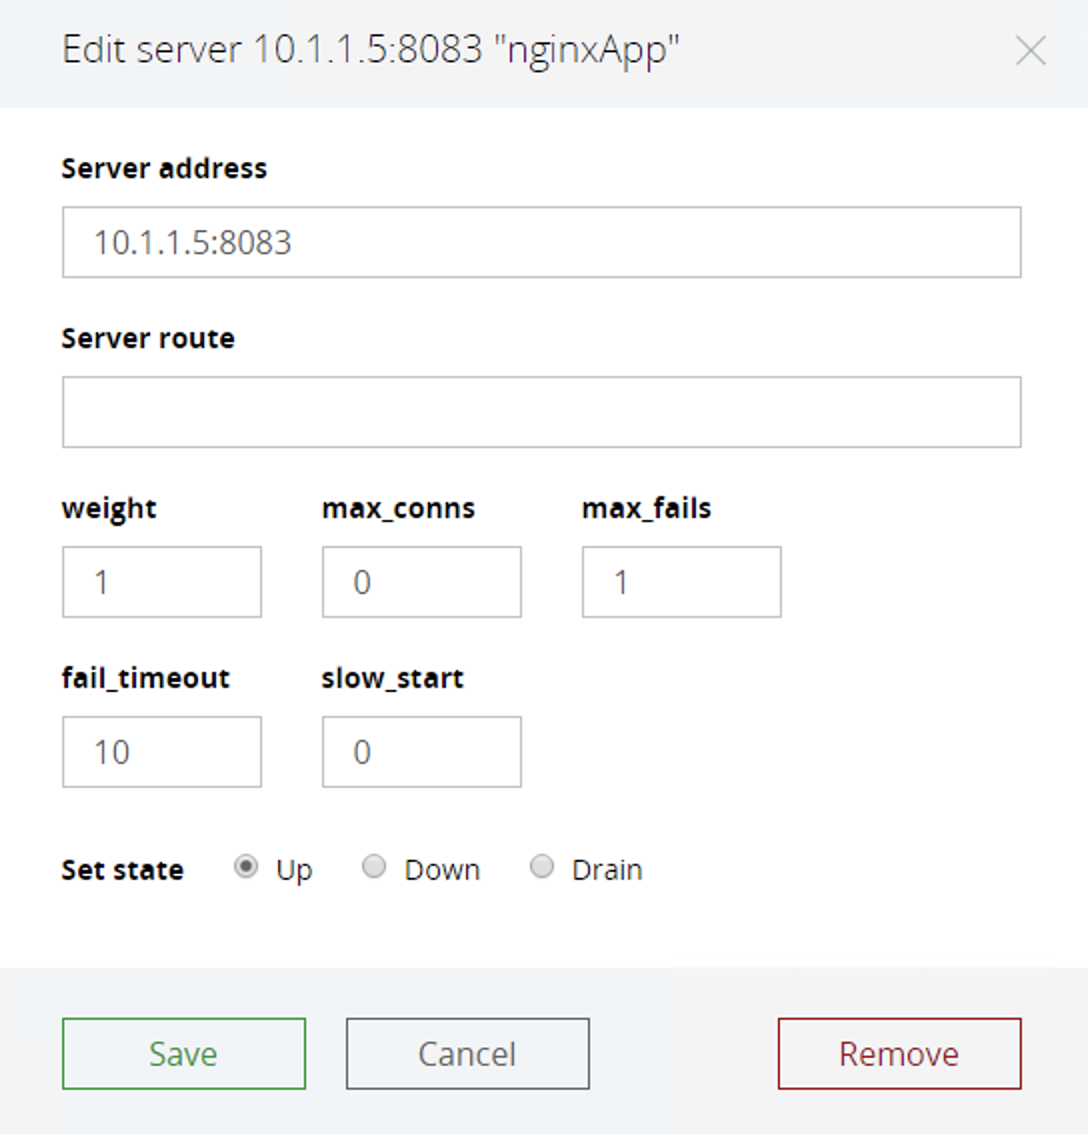 Edit server 10.1.1.5:8083 "nginxApp"
Server address
10.1.1.5:8083
Server route
weight max_conns max_fails
1 0 1
fail_timeout slow_start
10 0
Set state Up Down Drain
Save Cancel Remove